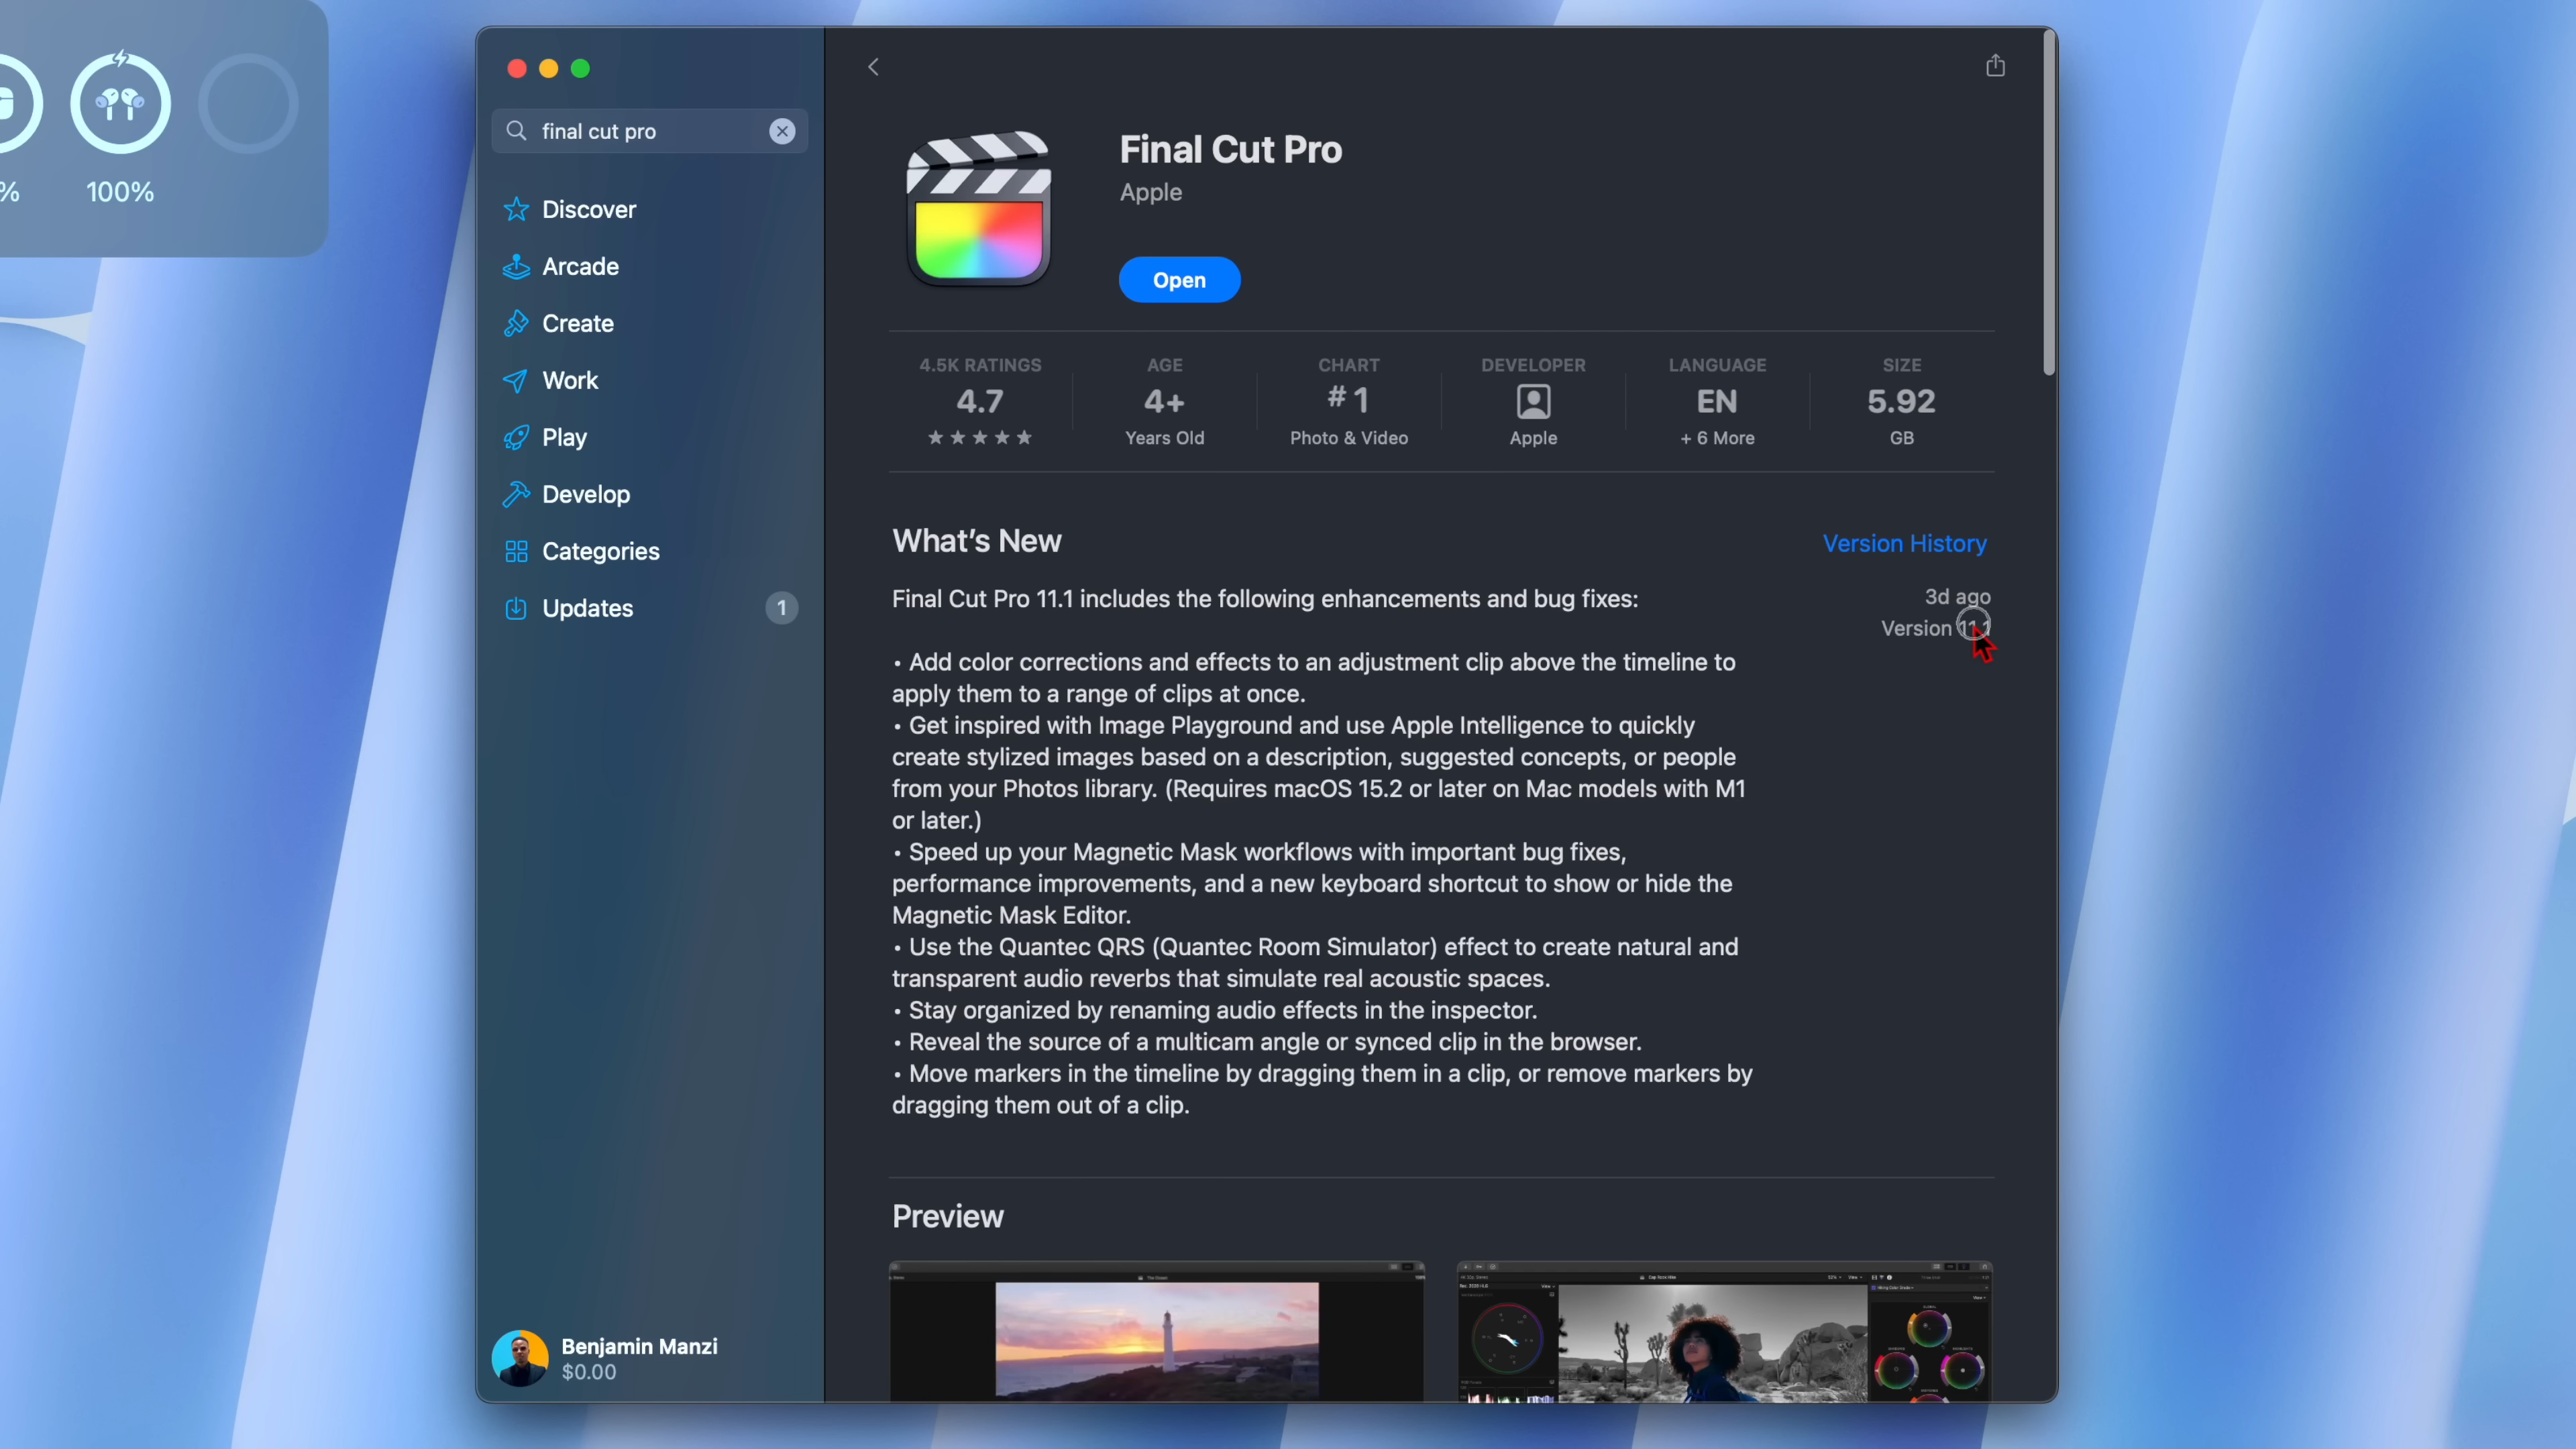 %
100%
final cut pro
Discover
Arcade
Create
Work
Play
Develop
Categories
Updates
1
Benjamin Manzi
$0.00
Final Cut Pro
Apple
Open
4.5K RATINGS
4.7
★★★★★
AGE
4+
Years Old
CHART
#1
Photo & Video
DEVELOPER
Apple
LANGUAGE
EN
+ 6 More
SIZE
5.92
GB
What's New
Version History
3d ago
Version 11.1
Final Cut Pro 11.1 includes the following enhancements and bug fixes:
• Add color corrections and effects to an adjustment clip above the timeline to
apply them to a range of clips at once.
• Get inspired with Image Playground and use Apple Intelligence to quickly
create stylized images based on a description, suggested concepts, or people
from your Photos library. (Requires macOS 15.2 or later on Mac models with M1
or later.)
• Speed up your Magnetic Mask workflows with important bug fixes,
performance improvements, and a new keyboard shortcut to show or hide the
Magnetic Mask Editor.
• Use the Quantec QRS (Quantec Room Simulator) effect to create natural and
transparent audio reverbs that simulate real acoustic spaces.
• Stay organized by renaming audio effects in the inspector.
• Reveal the source of a multicam angle or synced clip in the browser.
• Move markers in the timeline by dragging them in a clip, or remove markers by
dragging them out of a clip.
Preview